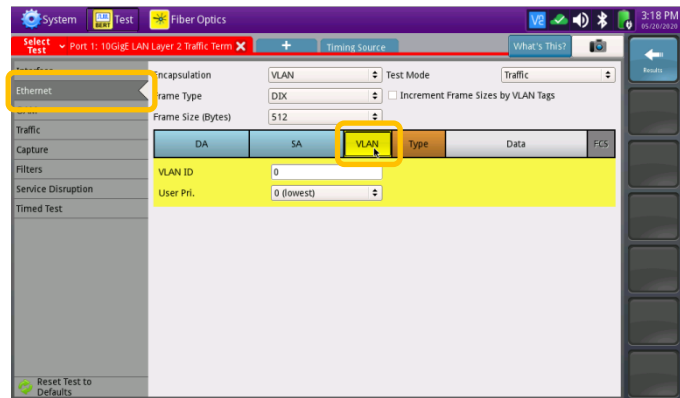 System Test Fiber Optics 3:18 PM
BERT 05/20/2020
Select Test Port 1: 10GigE LAN Layer 2 Traffic Term + Timing Source What's This?
Results
Ethernet
Traffic
Capture
Filters
Service Disruption
Timed Test
Reset Test to
Defaults
Encapsulation VLAN Test Mode Traffic
Frame Type DIX Increment Frame Sizes by VLAN Tags
Frame Size (Bytes) 512
DA SA VLAN Type Data FCS
VLAN ID 0
User Pri. 0 (lowest)